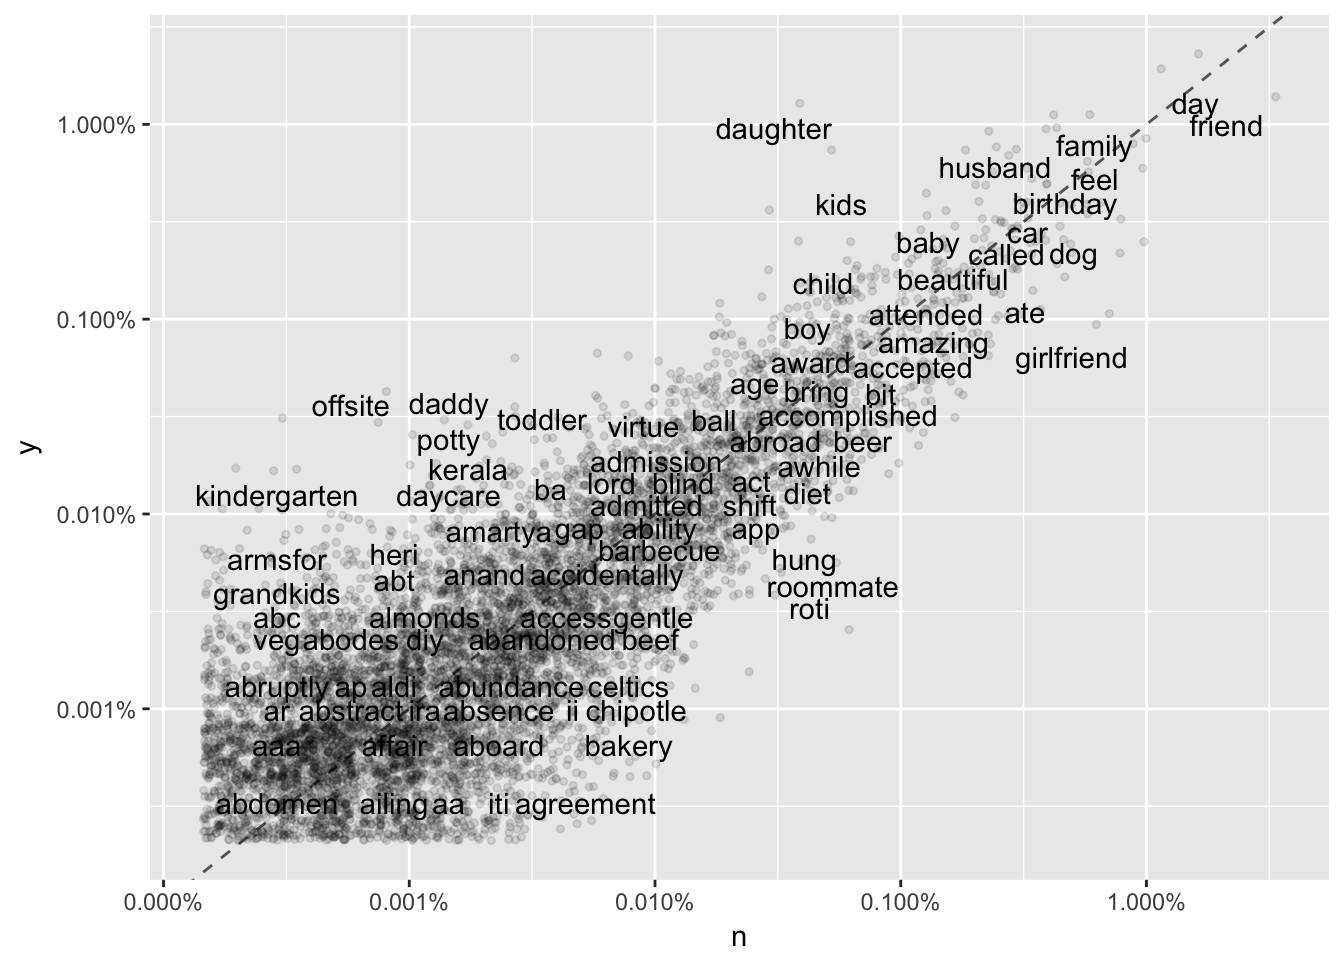 1.000%
0.100%
0.010%
0.001%
y
day
friend
daughter
family
husband
feel
kids
birthday
car
baby
called dog
child
beautiful
attended ate
boy
amazing
girlfriend
award accepted
age bring bit
offsite daddy
toddler virtue ball accomplished
potty abroad beer
kerala admission awhile
kindergarten daycare ba lord blind act diet
admitted shift
amartya gap ability app
armsfor heri barbecue hung
abt anand accidentally
grandkids roommate
roti
abc almonds access gentle
veg abodes diy abandoned beef
abruptly ap aldi abundance celtics
ar abstract ira absence ii chipotle
aaa affair aboard bakery
abdomen ailing aa iti agreement
0.000% 0.001% 0.010% 0.100% 1.000%
n